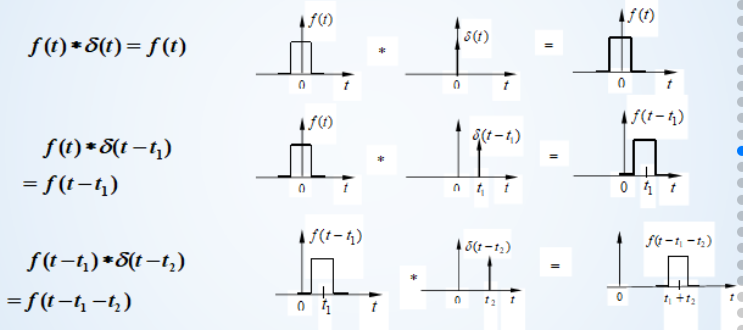 f(t)*δ(t)=f(t)
f(t)
0
t
*
δ(t)
0
t
=
f(t)
0
t
f(t)*δ(t−t₁)
=f(t−t₁)
f(t)
0
t
*
δ(t−t₁)
0 t₁ t
=
f(t−t₁)
0 t₁ t
f(t−t₁)*δ(t−t₂)
=f(t−t₁−t₂)
f(t−t₁)
0 t₁ t
*
δ(t−t₂)
0 t₂ t
=
f(t−t₁−t₂)
0 t₁+t₂ t